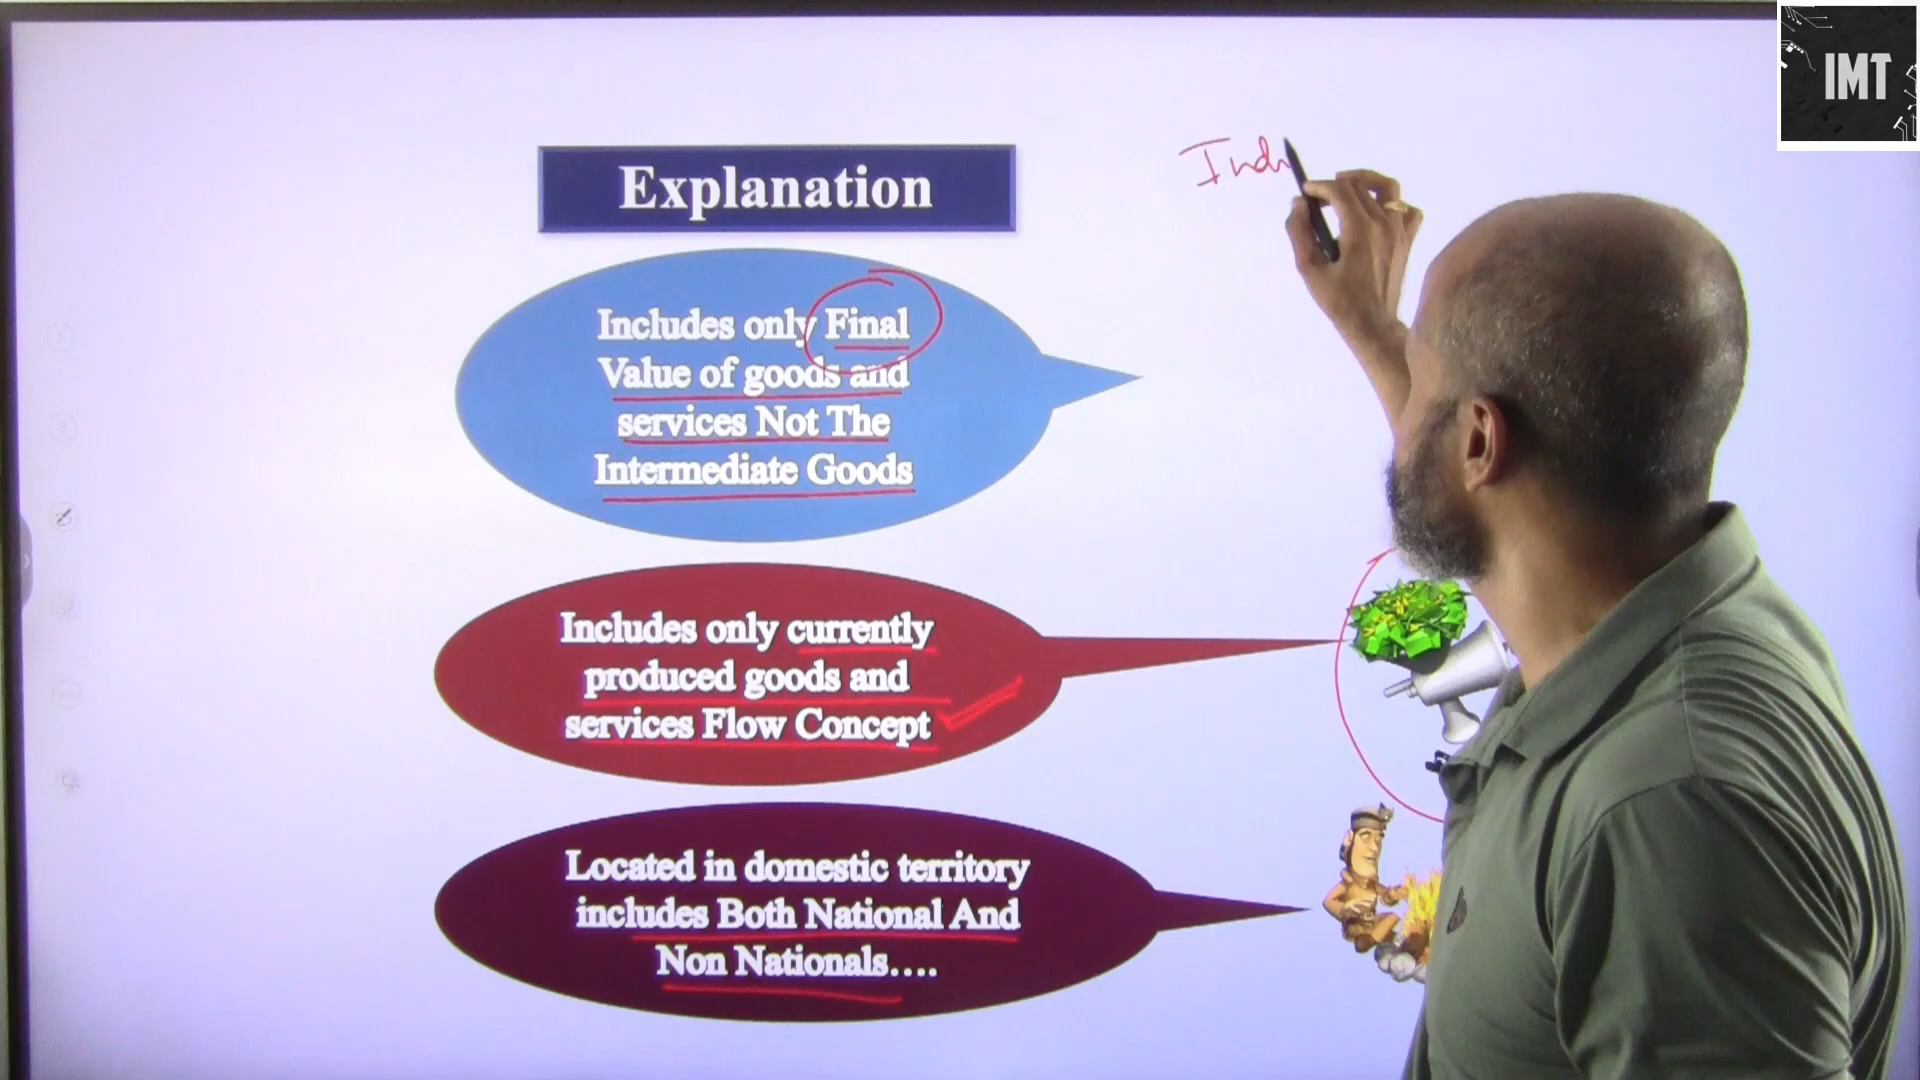 IMT
Ind
Explanation
Includes only Final
Value of goods and
services Not The
Intermediate Goods
Includes only currently
produced goods and
services Flow Concept
Located in domestic territory
includes Both National And
Non Nationals....